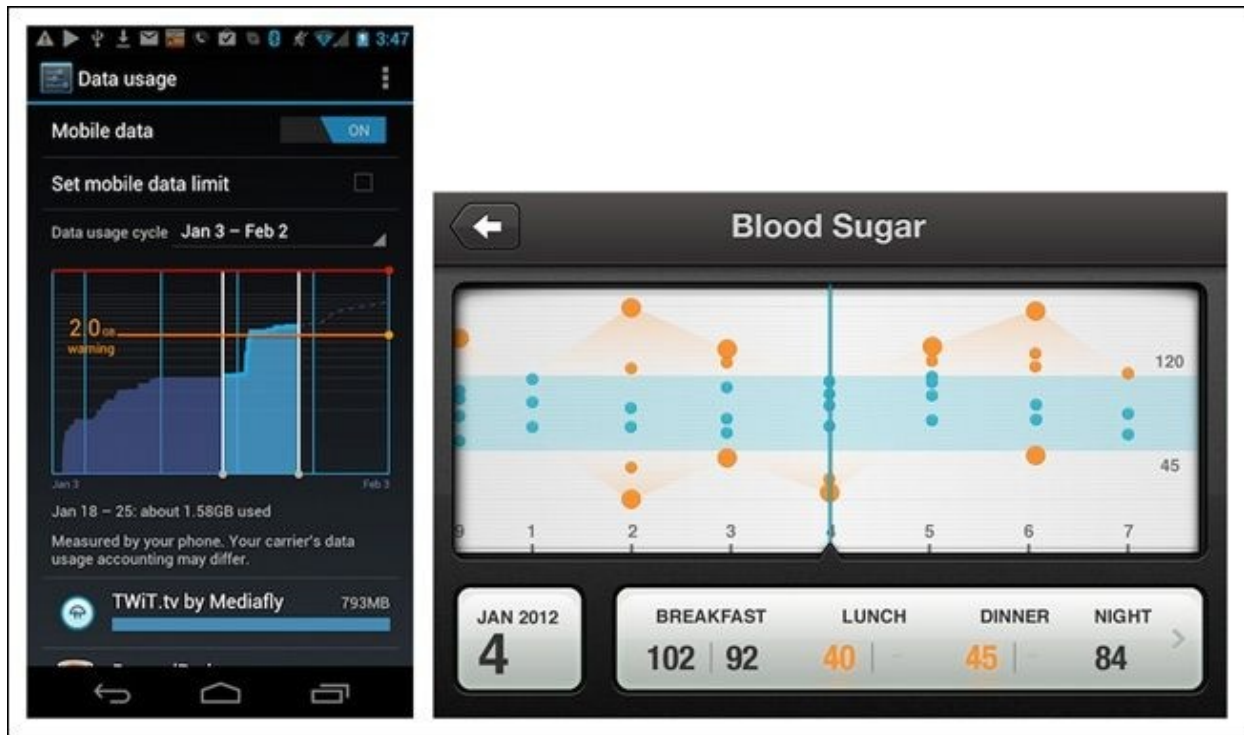 3:47
Data usage
Mobile data ON
Set mobile data limit
Data usage cycle Jan 3 – Feb 2
2.0 GB
warning
Jan 3 Feb 3
Jan 18 – 25: about 1.58GB used
Measured by your phone. Your carrier's data
usage accounting may differ.
TWiT.tv by Mediafly 793MB
Blood Sugar
120
45
9 1 2 3 4 5 6 7
JAN 2012
4
BREAKFAST LUNCH DINNER NIGHT
102 | 92 40 | - 45 | - 84